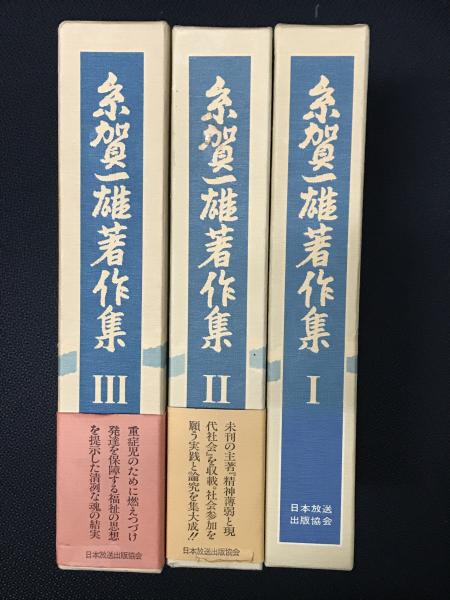 糸賀一雄著作集
III
重症児のために燃えつづけ
発達を保障する福祉の思想
を提示した清冽な魂の結実
日本放送出版協会
糸賀一雄著作集
II
未刊の主著『精神薄弱と現
代社会』を収載。社会参加を
願う実践と論究を集大成!!
日本放送出版協会
糸賀一雄著作集
I
日本放送
出版協会